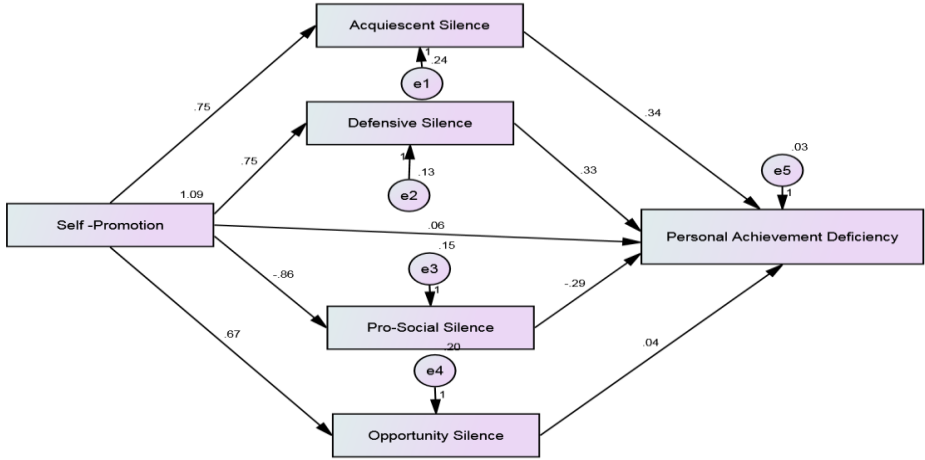 Acquiescent Silence
1
.24
e1
.75
.34
Defensive Silence
.75
1
.13
e2
.33
.03
e5
1
1.09
Self -Promotion
.06
Personal Achievement Deficiency
.15
e3
1
-.86
-.29
Pro-Social Silence
.20
e4
1
.67
.04
Opportunity Silence